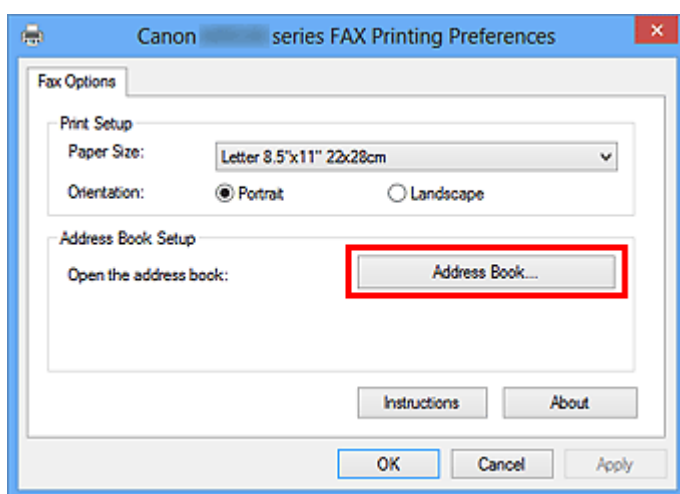 Canon series FAX Printing Preferences
Fax Options
Print Setup
Paper Size: Letter 8.5"x11" 22x28cm
Orientation: Portrait Landscape
Address Book Setup
Open the address book: Address Book...
Instructions About
OK Cancel Apply